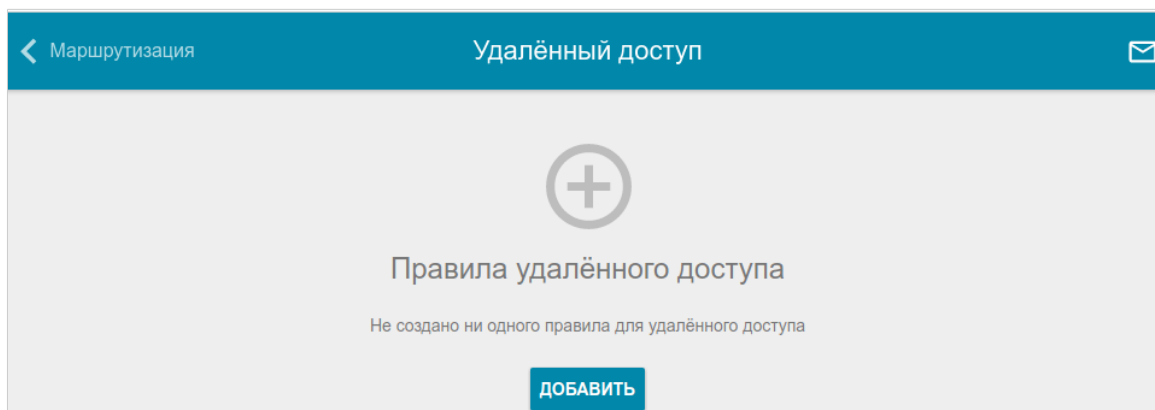 Маршрутизация
Удалённый доступ
Правила удалённого доступа
Не создано ни одного правила для удалённого доступа
ДОБАВИТЬ